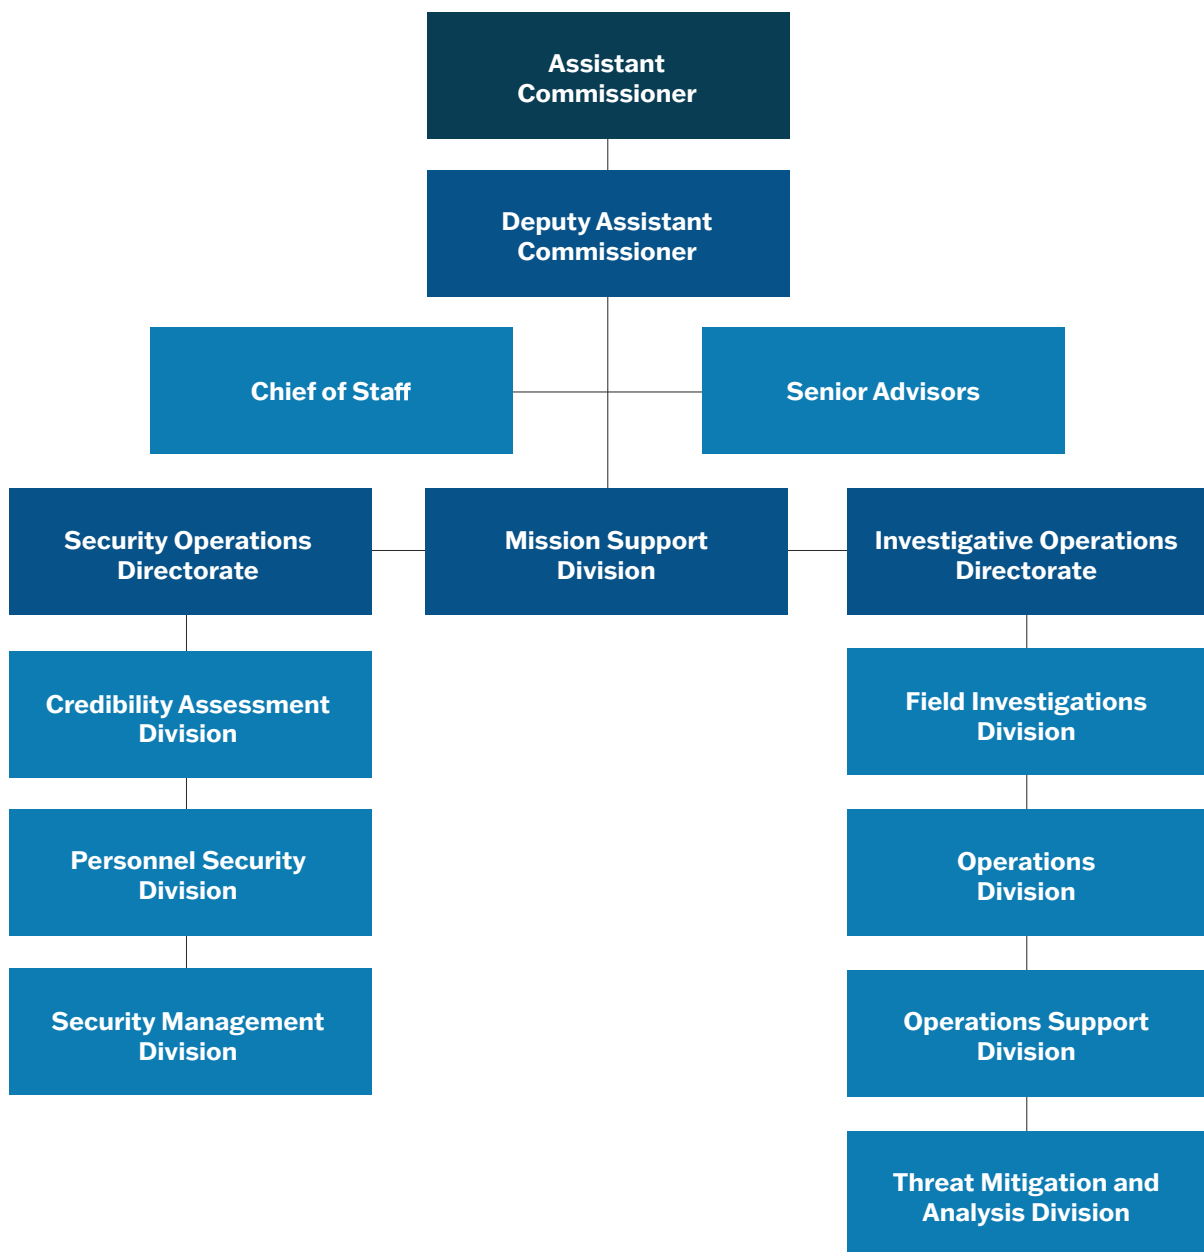 Assistant
Commissioner
Deputy Assistant
Commissioner
Chief of Staff
Senior Advisors
Security Operations
Directorate
Mission Support
Division
Investigative Operations
Directorate
Credibility Assessment
Division
Field Investigations
Division
Personnel Security
Division
Operations
Division
Security Management
Division
Operations Support
Division
Threat Mitigation and
Analysis Division